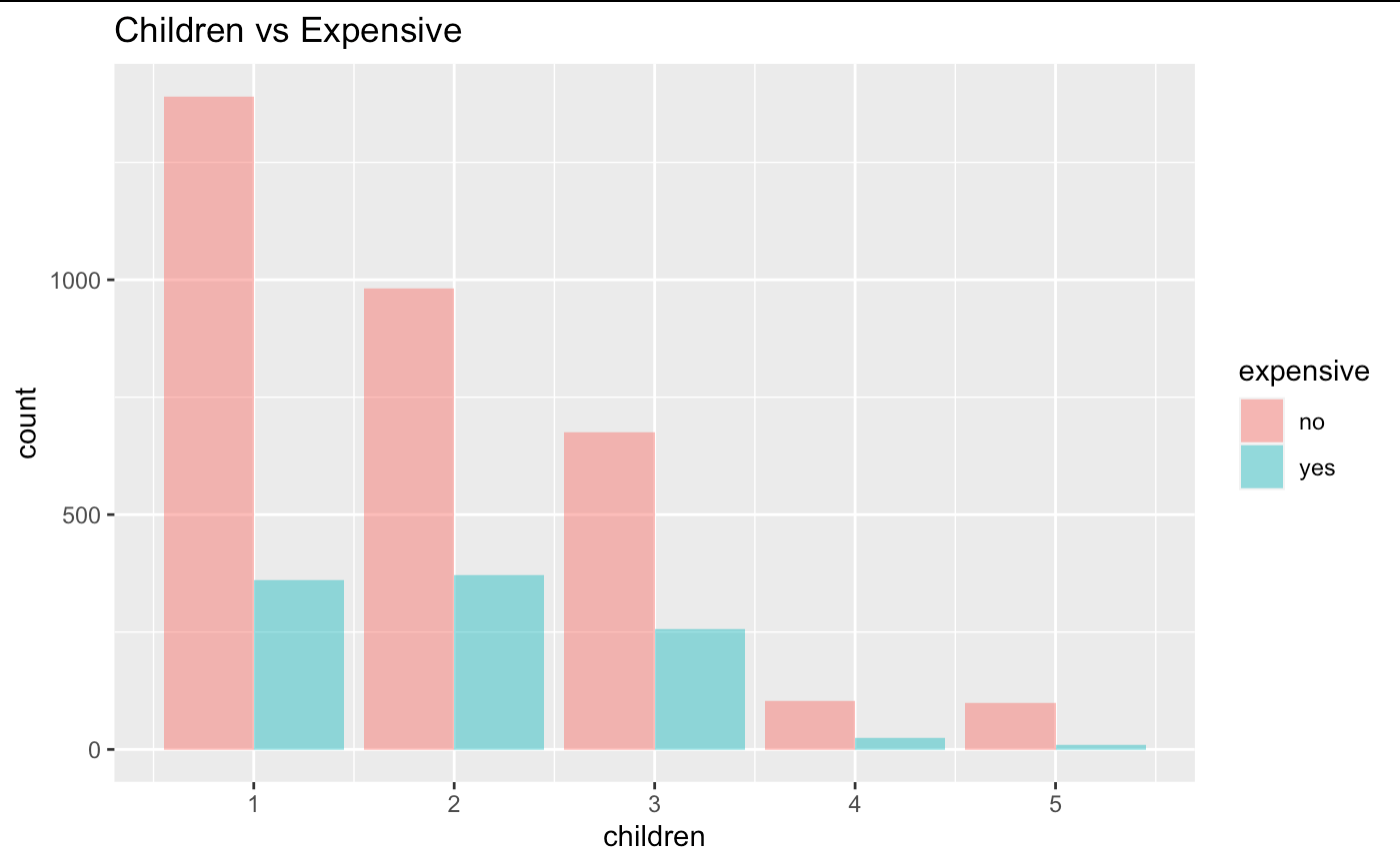 Children vs Expensive
count
1000
500
0
1 2 3 4 5
children
expensive
no
yes